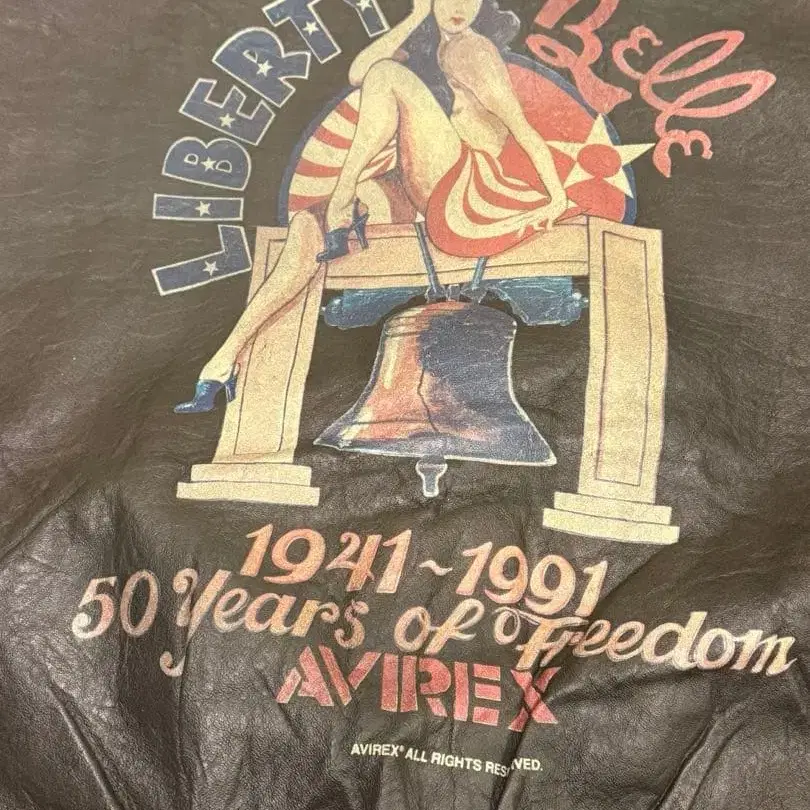 LIBERTY Belle
1941~1991
50 Years of Freedom
AVIREX
AVIREX® ALL RIGHTS RESERVED.